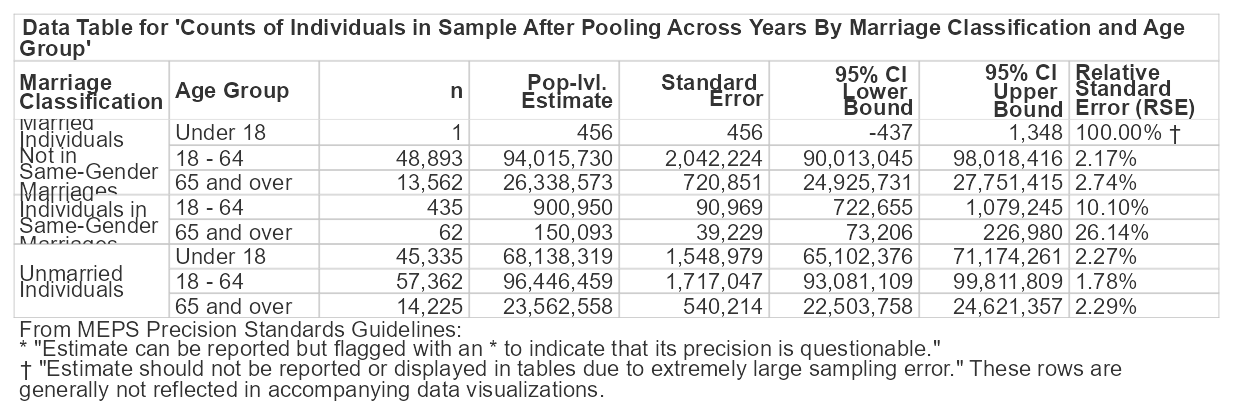 Data Table for 'Counts of Individuals in Sample After Pooling Across Years By Marriage Classification and Age
Group'
Marriage Classification Age Group n Pop-lvl. Estimate Standard Error 95% CI Lower Bound 95% CI Upper Bound Relative Standard Error (RSE)
Married Individuals Not in Same-Gender Marriages
Under 18 1 456 456 -437 1,348 100.00% †
18 - 64 48,893 94,015,730 2,042,224 90,013,045 98,018,416 2.17%
65 and over 13,562 26,338,573 720,851 24,925,731 27,751,415 2.74%
Married Individuals in Same-Gender Marriages
18 - 64 435 900,950 90,969 722,655 1,079,245 10.10%
65 and over 62 150,093 39,229 73,206 226,980 26.14%
Unmarried Individuals
Under 18 45,335 68,138,319 1,548,979 65,102,376 71,174,261 2.27%
18 - 64 57,362 96,446,459 1,717,047 93,081,109 99,811,809 1.78%
65 and over 14,225 23,562,558 540,214 22,503,758 24,621,357 2.29%
From MEPS Precision Standards Guidelines:
* "Estimate can be reported but flagged with an * to indicate that its precision is questionable."
† "Estimate should not be reported or displayed in tables due to extremely large sampling error." These rows are
generally not reflected in accompanying data visualizations.